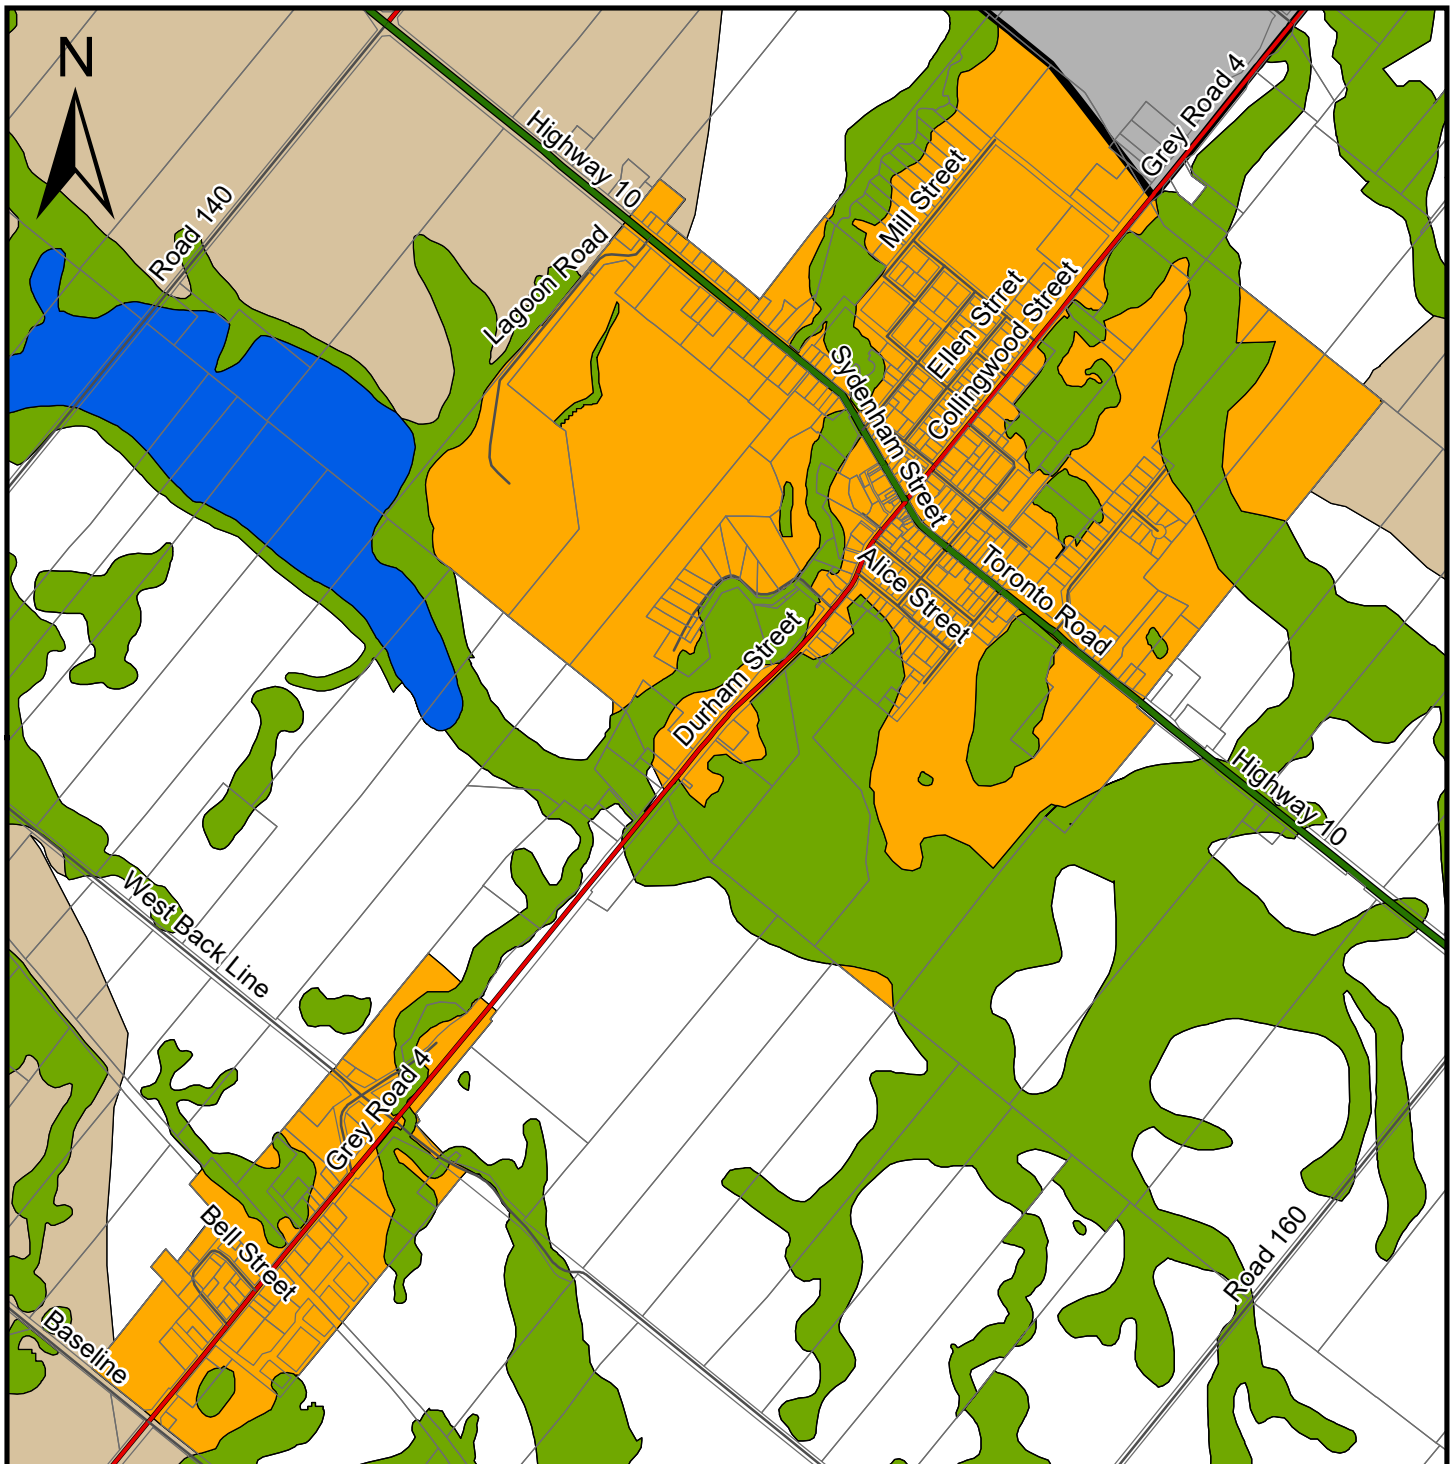 N
Grey Road 4
Highway 10
Mill Street
Road 140
Lagoon Road
Ellen Strret
Collingwood Street
Sydenham Street
Alice Street
Toronto Road
Durham Street
Highway 10
West Back Line
Grey Road 4
Bell Street
Road 160
Baseline